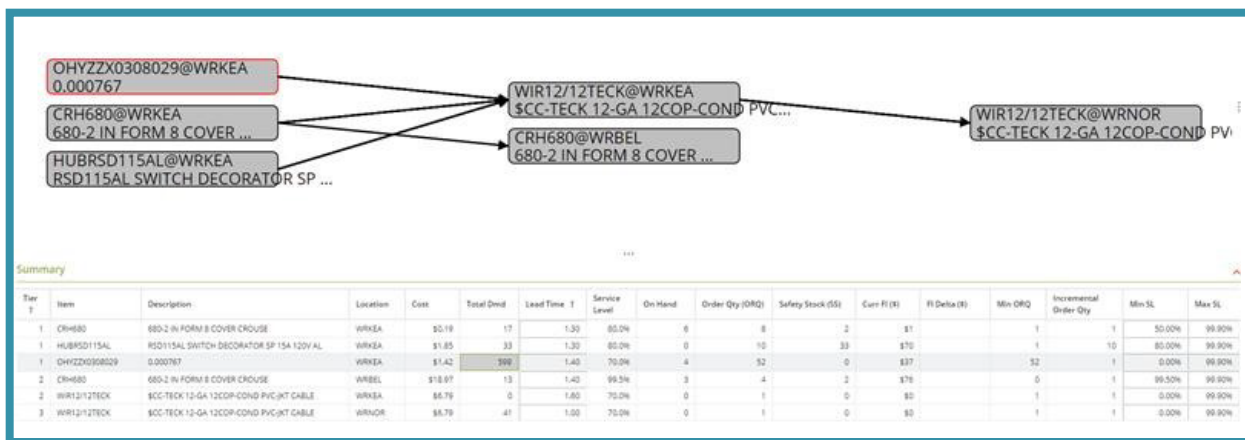 OHYZZX0308029@WRKEA
0.000767
CRH680@WRKEA
680-2 IN FORM 8 COVER ...
HUBRSD115AL@WRKEA
RSD115AL SWITCH DECORATOR SP ...
WIR12/12TECK@WRKEA
$CC-TECK 12-GA 12COP-COND PVC...
CRH680@WRBEL
680-2 IN FORM 8 COVER ...
WIR12/12TECK@WRNOR
$CC-TECK 12-GA 12COP-COND PV
...
Summary
Tier ↑ Item Description Location Cost Total Dmd Lead Time ↑ Service Level On Hand Order Qty (ORQ) Safety Stock (SS) Curr FI ($) FI Delta ($) Min ORQ Incremental Order Qty Min SL Max SL
1 CRH680 680-2 IN FORM 8 COVER CROUSE WRKEA $0.19 17 1.30 80.0% 6 8 2 $1 1 1 50.00% 99.90%
1 HUBRSD115AL RSD115AL SWITCH DECORATOR SP 15A 120V AL WRKEA $1.85 33 1.30 80.0% 0 10 33 $70 1 10 80.00% 99.90%
1 OHYZZX0308029 0.000767 WRKEA $1.42 599 1.40 70.0% 4 52 0 $37 52 1 0.00% 99.90%
2 CRH680 680-2 IN FORM 8 COVER CROUSE WRBEL $18.97 13 1.40 99.5% 3 4 2 $76 0 1 99.50% 99.90%
2 WIR12/12TECK $CC-TECK 12-GA 12COP-COND PVC-JKT CABLE WRKEA $6.79 0 1.60 70.0% 0 1 0 $0 1 1 0.00% 99.90%
3 WIR12/12TECK $CC-TECK 12-GA 12COP-COND PVC-JKT CABLE WRNOR $6.79 41 1.00 70.0% 0 1 0 $0 1 1 0.00% 99.90%